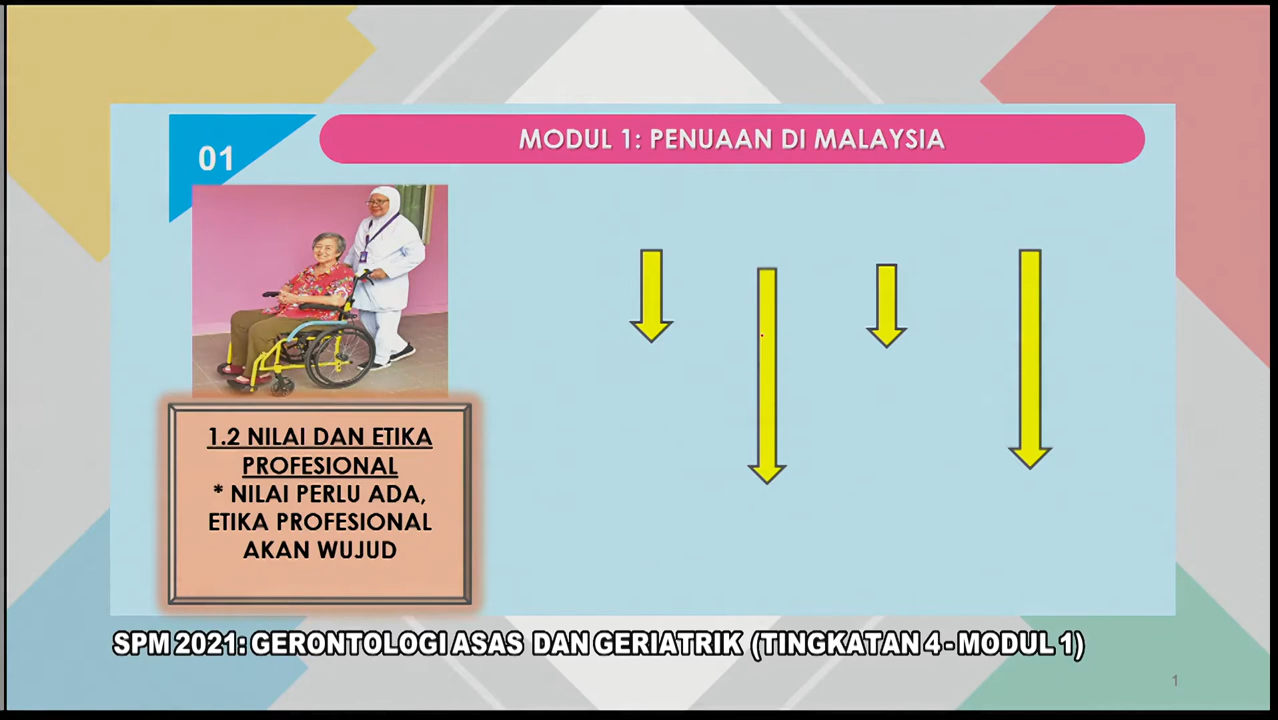 01
MODUL 1: PENUAAN DI MALAYSIA
1.2 NILAI DAN ETIKA
PROFESIONAL
* NILAI PERLU ADA,
ETIKA PROFESIONAL
AKAN WUJUD
SPM 2021: GERONTOLOGI ASAS DAN GERIATRIK (TINGKATAN 4 - MODUL 1)
1